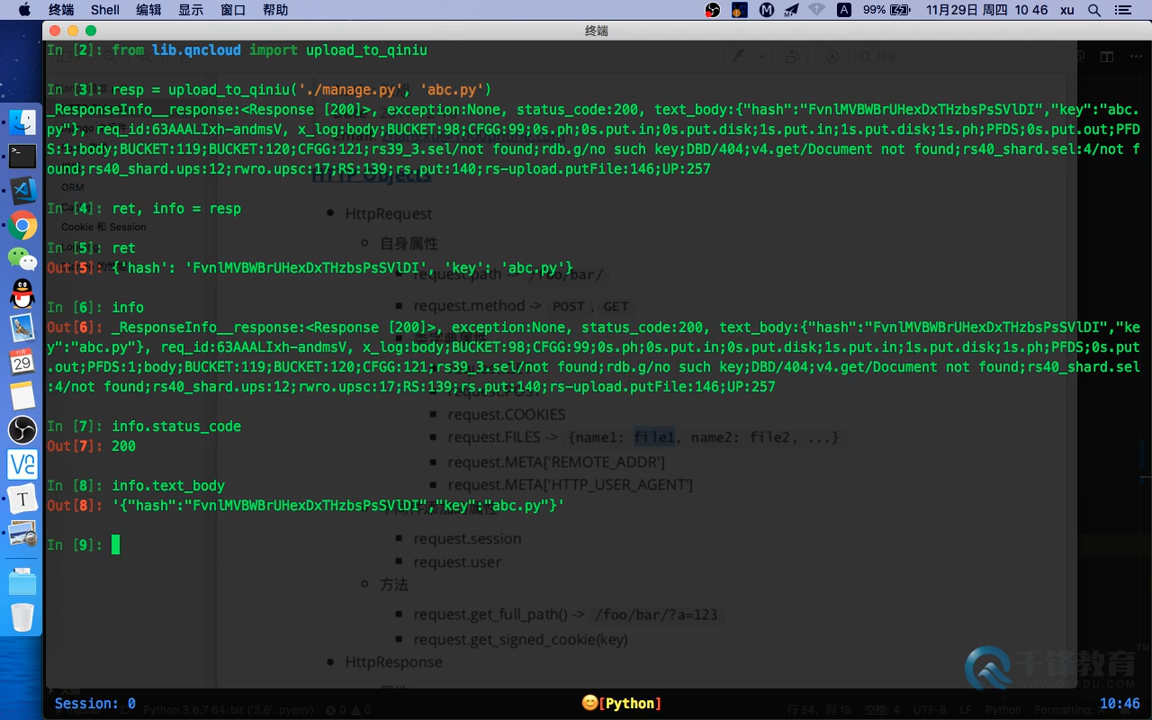 终端 Shell 编辑 显示 窗口 帮助 99% 11月29日 周四 10 46 xu
终端
In [2]: from lib.qncloud import upload_to_qiniu
In [3]: resp = upload_to_qiniu('./manage.py', 'abc.py')
_ResponseInfo__response:<Response [200]>, exception:None, status_code:200, text_body:{"hash":"FvnlMVBWBrUHexDxTHzbsPsSVlDI","key":"abc.
py"}, req_id:63AAALIxh-andmsV, x_log:body;BUCKET:98;CFGG:99;0s.ph;0s.put.in;0s.put.disk;1s.put.in;1s.put.disk;1s.ph;PFDS;0s.put.out;PFD
S:1;body;BUCKET:119;BUCKET:120;CFGG:121;rs39_3.sel/not found;rdb.g/no such key;DBD/404;v4.get/Document not found;rs40_shard.sel:4/not f
ound;rs40_shard.ups:12;rwro.upsc:17;RS:139;rs.put:140;rs-upload.putFile:146;UP:257
HTTP Objects
ORM
In [4]: ret, info = resp
HttpRequest
Cookie 和 Session
自身属性
In [5]: ret
Out[5]: {'hash': 'FvnlMVBWBrUHexDxTHzbsPsSVlDI', 'key': 'abc.py'}
request.path -> /foo/bar/
In [6]: info
request.method -> POST, GET
Out[6]: _ResponseInfo__response:<Response [200]>, exception:None, status_code:200, text_body:{"hash":"FvnlMVBWBrUHexDxTHzbsPsSVlDI","ke
y":"abc.py"}, req_id:63AAALIxh-andmsV, x_log:body;BUCKET:98;CFGG:99;0s.ph;0s.put.in;0s.put.disk;1s.put.in;1s.put.disk;1s.ph;PFDS;0s.put
.out;PFDS:1;body;BUCKET:119;BUCKET:120;CFGG:121;rs39_3.sel/not found;rdb.g/no such key;DBD/404;v4.get/Document not found;rs40_shard.sel
:4/not found;rs40_shard.ups:12;rwro.upsc:17;RS:139;rs.put:140;rs-upload.putFile:146;UP:257
request.POST
request.COOKIES
In [7]: info.status_code
request.FILES -> {name1: file1, name2: file2, ...}
Out[7]: 200
request.META['REMOTE_ADDR']
In [8]: info.text_body
request.META['HTTP_USER_AGENT']
Out[8]: '{"hash":"FvnlMVBWBrUHexDxTHzbsPsSVlDI","key":"abc.py"}'
request.session
In [9]:
request.user
方法
request.get_full_path() -> /foo/bar/?a=123
request.get_signed_cookie(key)
HttpResponse
千锋教育
Session: 0 [Python] 10:46